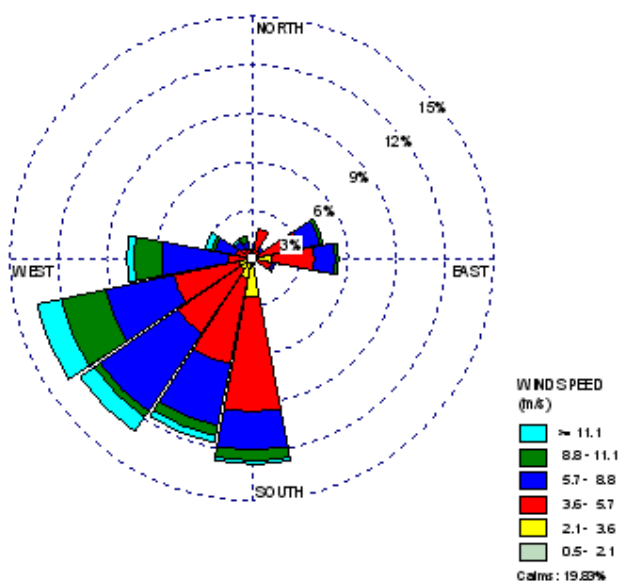 NORTH
15%
12%
9%
6%
3%
WEST
EAST
SOUTH
WIND SPEED
(m/s)
>= 11.1
8.8 - 11.1
5.7 - 8.8
3.6 - 5.7
2.1 - 3.6
0.5 - 2.1
Calms: 19.83%